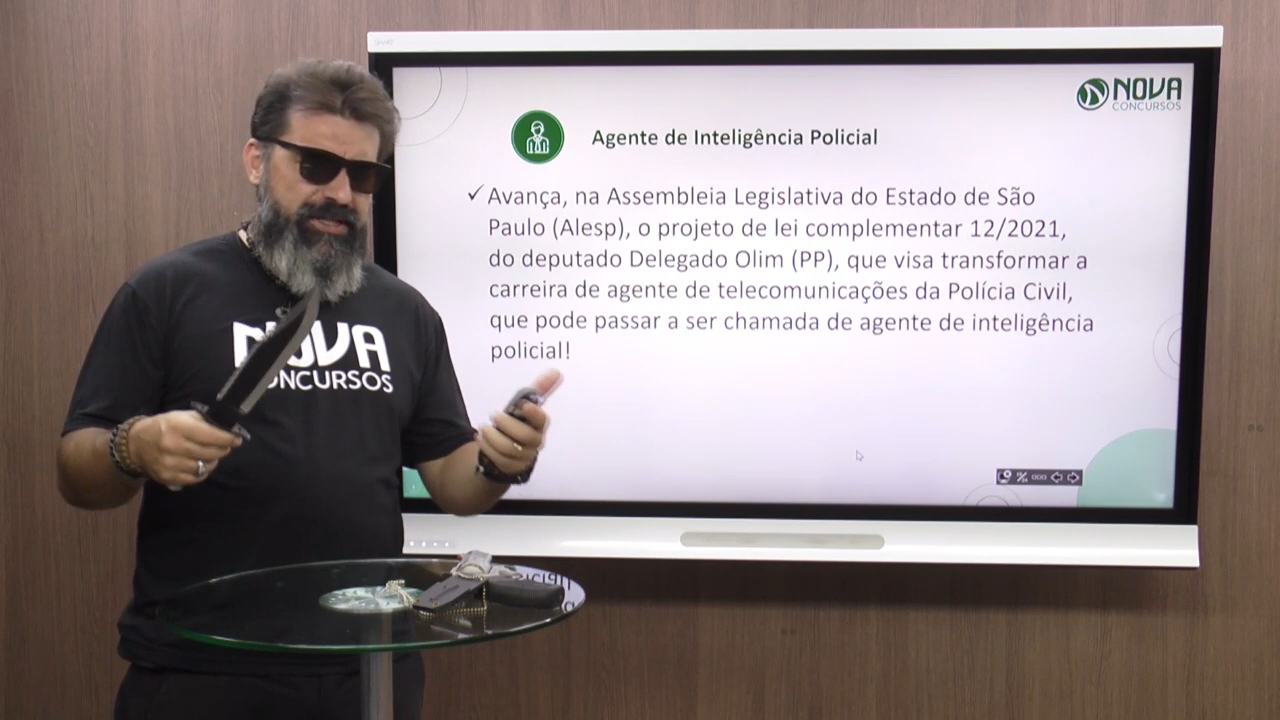 SMART
NOVA
CONCURSOS
Agente de Inteligência Policial
✓ Avança, na Assembleia Legislativa do Estado de São
Paulo (Alesp), o projeto de lei complementar 12/2021,
do deputado Delegado Olim (PP), que visa transformar a
carreira de agente de telecomunicações da Polícia Civil,
que pode passar a ser chamada de agente de inteligência
policial!
NOVA
CONCURSOS